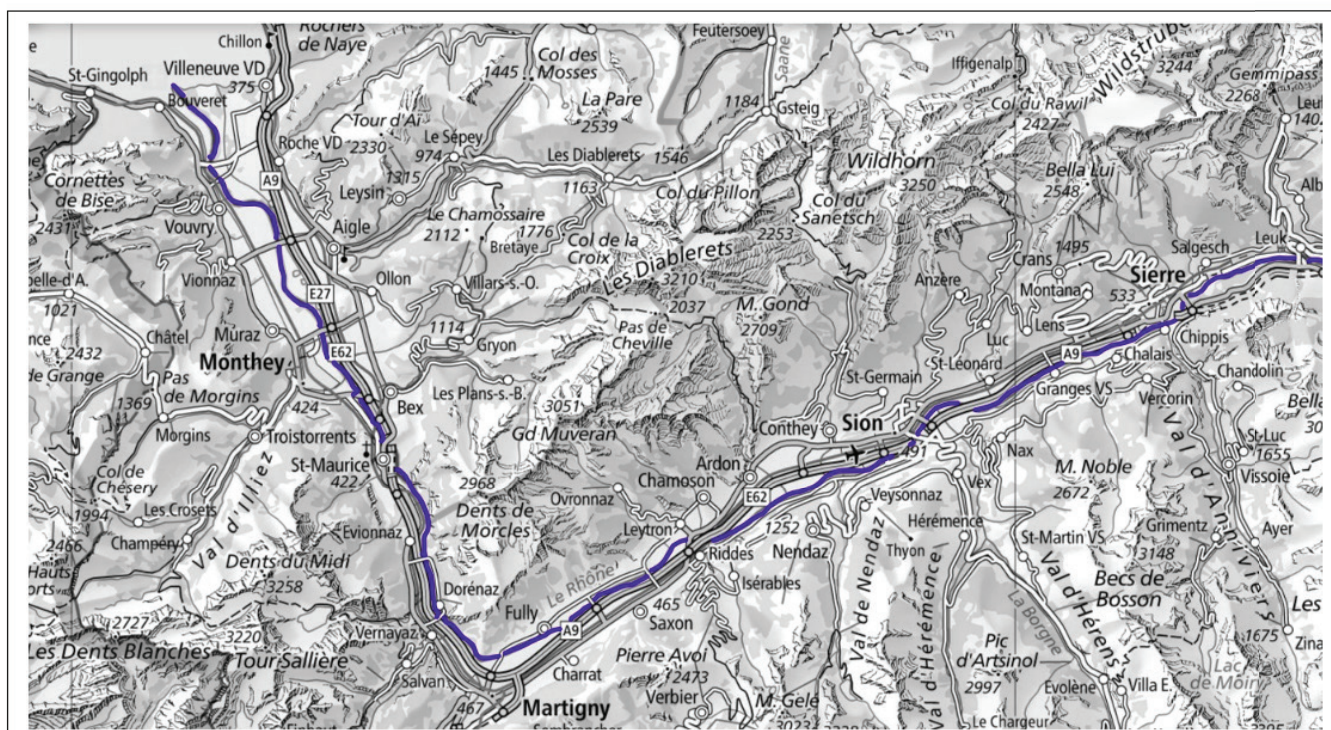 Rochers
de Naye
Chillon
Villeneuve VD
375
St-Gingolph
Bouveret
Col des
Mosses
1445
La Pare
2539
Feutersoey
Saane
1184
Gsteig
Iffigenalp
Wildstrubel
3244
Gemmipass
2268
Col du Rawil
2427
Tour d'Aï
2330
Le Sépey
974
Les Diablerets
1546
1163
Roche VD
A9
Leysin
1315
Cornettes
de Bise
2431
Vouvry
Aigle
Le Chamossaire
2112
1776
Bretaye
Col du Pillon
Wildhorn
3250
Col du
Sanetsch
2253
Bella Lui
2548
Col de la
Croix
Les Diablerets
3210
2037
Vionnaz
E27
Ollon
Villars-s.-O.
1021
Châtel
Muraz
1114
Gryon
Pas de
Cheville
M. Gond
2709
Anzère
Crans
1495
Montana
Salgesch
Sierre
533
Leuk
2432
de Grange
Pas
de Morgins
1369
Morgins
Monthey
424
E62
Bex
Les Plans-s.-B.
3051
Gd Muveran
Luc
Lens
St-Léonard
A9
Chippis
Chalais
Granges VS
Chandolin
Vercorin
St-Germain
Conthey
Sion
491
Troistorrents
St-Maurice
422
Col de
Chésery
1994
Les Crosets
Champéry
Val d'Illiez
2968
Dents de
Morcles
Ovronnaz
Chamoson
Ardon
E62
Leytron
Nax
Vex
M. Noble
2672
St-Luc
1655
Vissoie
Val d'Anniviers
Evionnaz
2466
Dents du Midi
3258
1252
Riddes
Nendaz
Veysonnaz
Thyon
Hérémence
St-Martin VS
Grimentz
3148
Ayer
Isérables
Val de Nendaz
Val d'Hérémence
La Borgne
Val d'Hérens
Becs de
Bosson
Dorénaz
Fully
Le Rhône
A9
465
Saxon
2727
3220
Les Dents Blanches
Tour Sallière
Vernayaz
Salvan
467
Charrat
Martigny
Pierre Avoi
2473
Verbier
M. Gelé
3023
Pic
d'Artsinol
2997
Evolène
Villa E.
1675
Le Chargeur